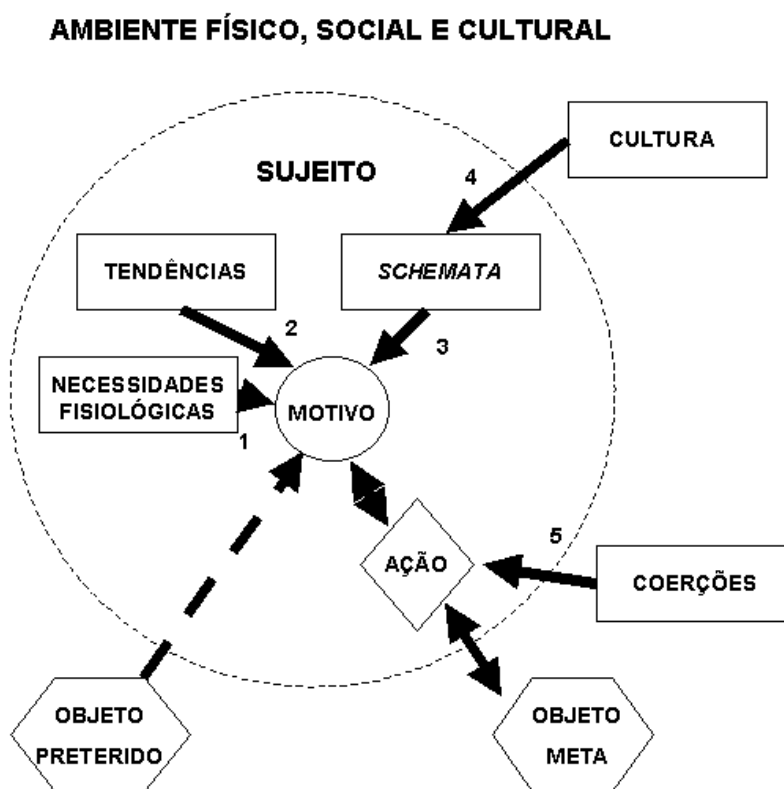 AMBIENTE FÍSICO, SOCIAL E CULTURAL
CULTURA
SUJEITO
4
TENDÊNCIAS
SCHEMATA
2
3
NECESSIDADES
FISIOLÓGICAS
MOTIVO
1
5
AÇÃO
COERÇÕES
OBJETO
PRETERIDO
OBJETO
META